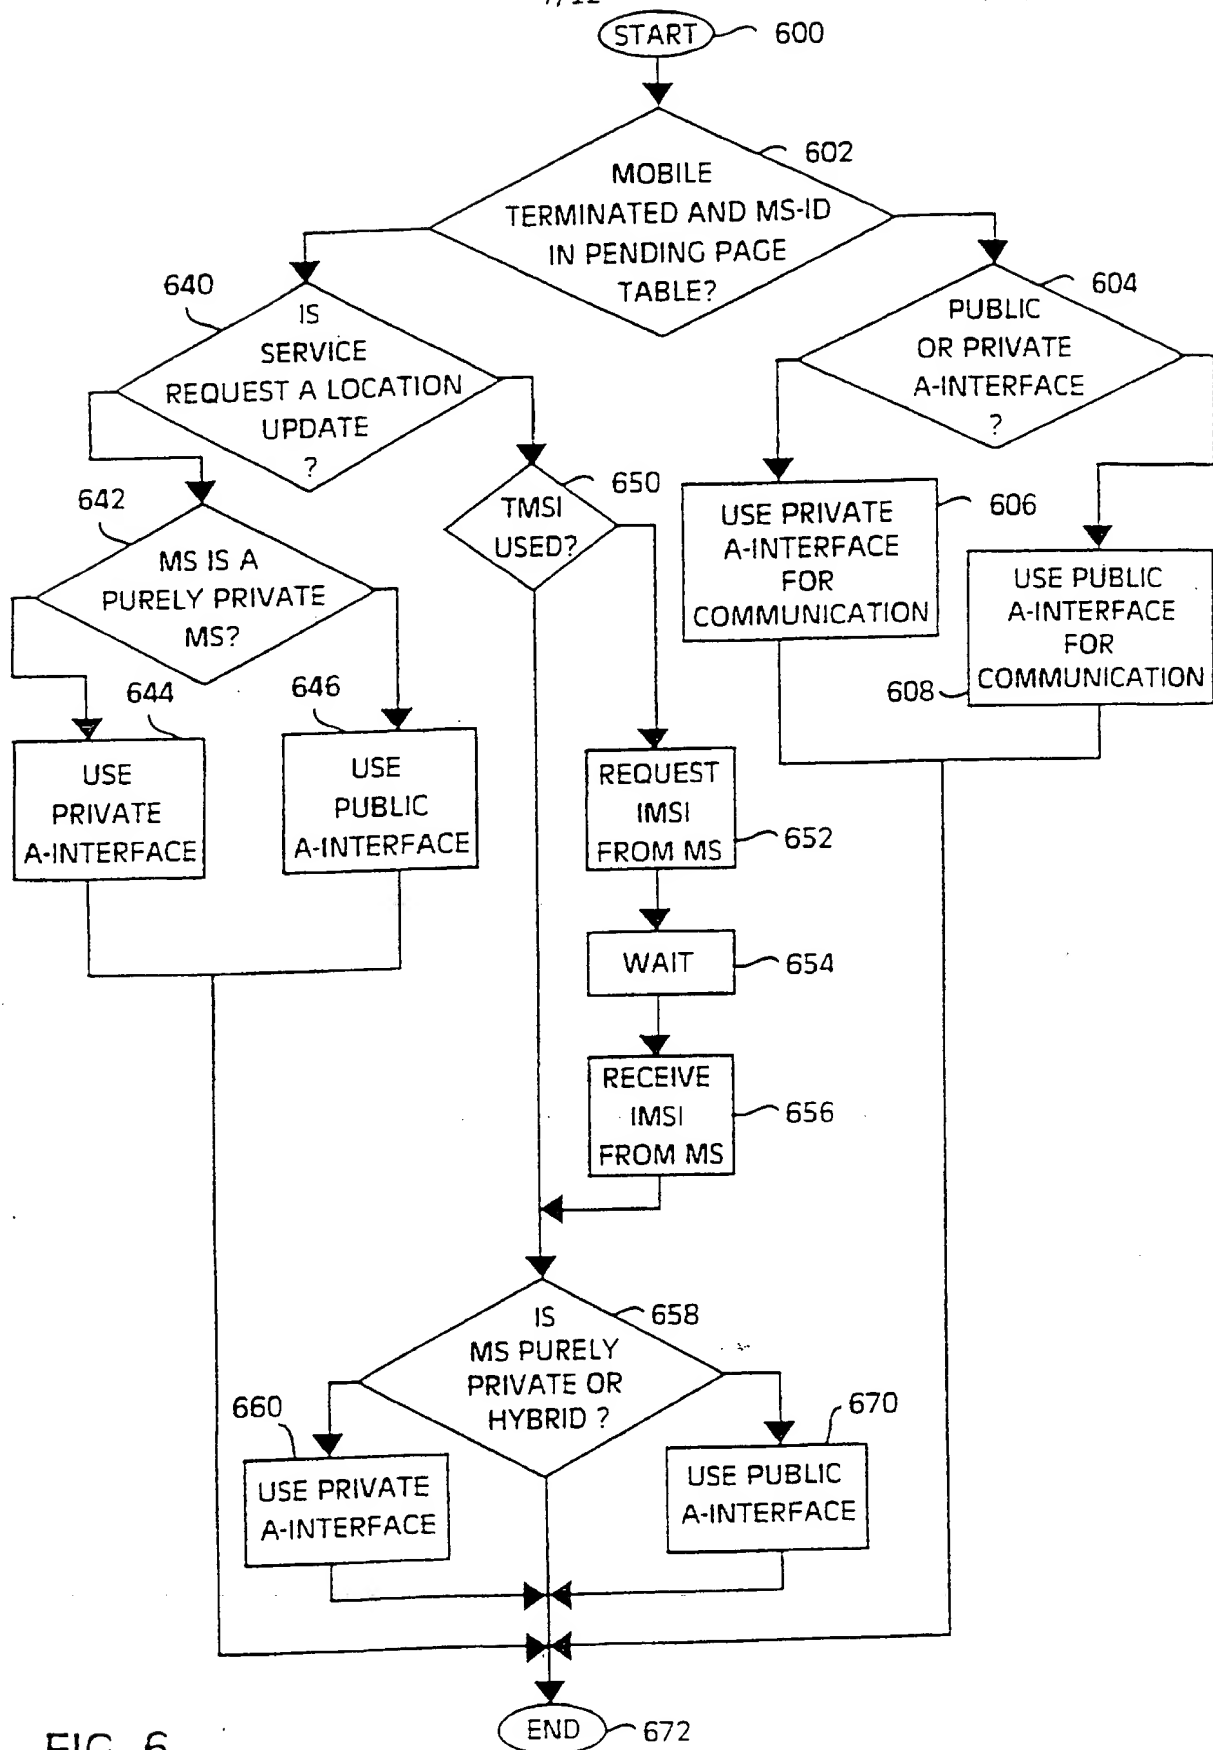 START
600
602
MOBILE
TERMINATED AND MS-ID
IN PENDING PAGE
TABLE?
640
IS
SERVICE
REQUEST A LOCATION
UPDATE
?
604
PUBLIC
OR PRIVATE
A-INTERFACE
?
642
MS IS A
PURELY PRIVATE
MS?
650
TMSI
USED?
606
USE PRIVATE
A-INTERFACE
FOR
COMMUNICATION
USE PUBLIC
A-INTERFACE
FOR
COMMUNICATION
608
644
USE
PRIVATE
A-INTERFACE
646
USE
PUBLIC
A-INTERFACE
REQUEST
IMSI
FROM MS
652
WAIT
654
RECEIVE
IMSI
FROM MS
656
658
IS
MS PURELY
PRIVATE OR
HYBRID ?
660
USE PRIVATE
A-INTERFACE
670
USE PUBLIC
A-INTERFACE
END
672
FIG. 6